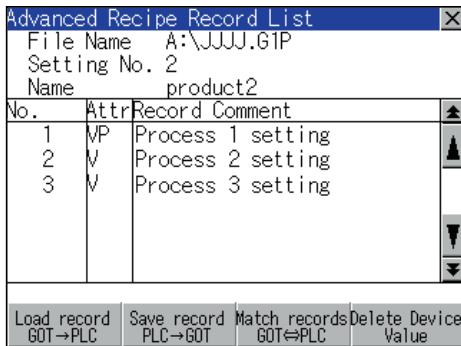 Advanced Recipe Record List
File Name A:\JJJJ.G1P
Setting No. 2
Name product2
No. Attr Record Comment
1 VP Process 1 setting
2 V Process 2 setting
3 V Process 3 setting
Load record Save record Match records Delete Device
GOT→PLC PLC→GOT GOT⇔PLC Value